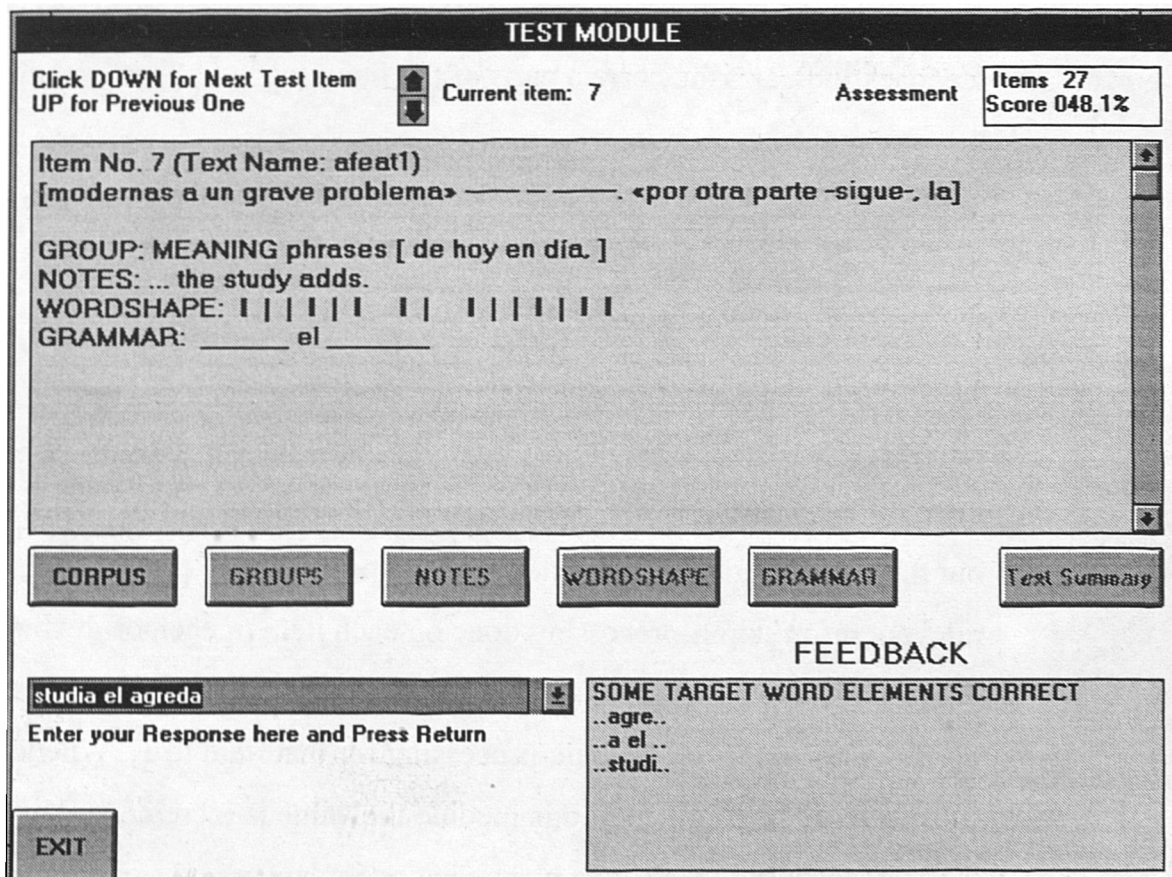 TEST MODULE
Click DOWN for Next Test Item
UP for Previous One
Current item: 7
Assessment
Items 27
Score 048.1%
Item No. 7 (Text Name: afeat1)
[modernas a un grave problema» —— – ——. «por otra parte -sigue-, la]
GROUP: MEANING phrases [ de hoy en día. ]
NOTES: ... the study adds.
WORDSHAPE:
GRAMMAR: ________ el ________
CORPUS
GROUPS
NOTES
WORDSHAPE
GRAMMAR
Text Summary
FEEDBACK
studia el agreda
Enter your Response here and Press Return
SOME TARGET WORD ELEMENTS CORRECT
..agre..
..a el ..
..studi..
EXIT